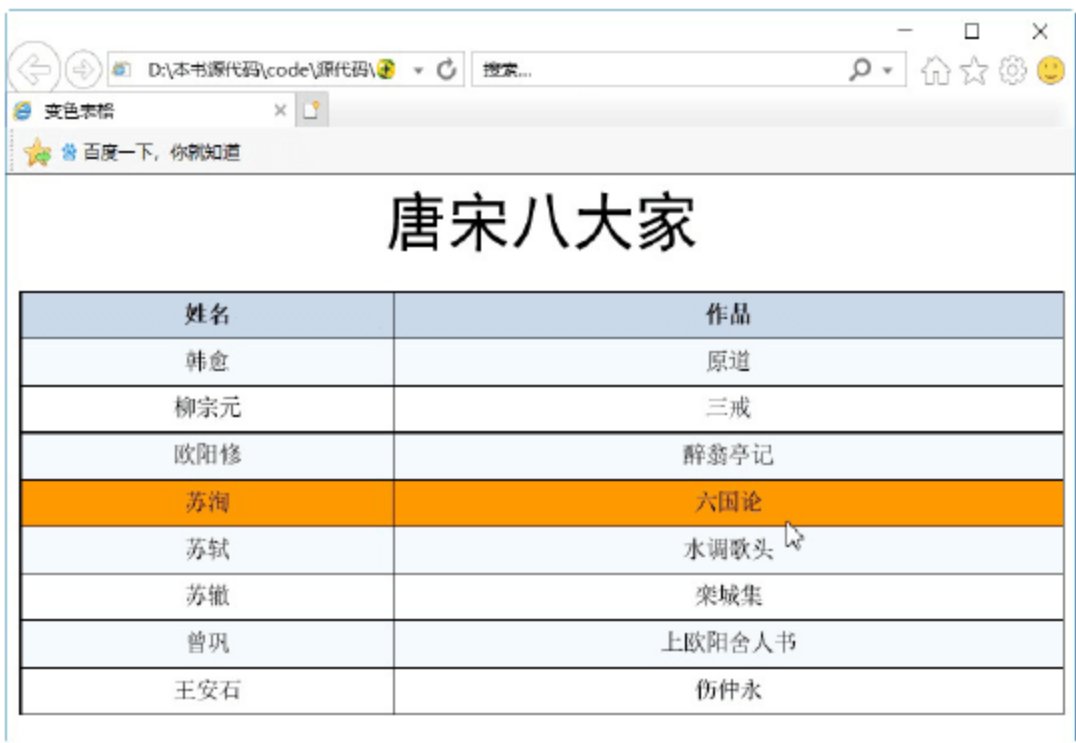 D:\本书源代码\code\源代码\
搜索...
变色表格
百度一下，你就知道
唐宋八大家
姓名 作品
韩愈 原道
柳宗元 三戒
欧阳修 醉翁亭记
苏洵 六国论
苏轼 水调歌头
苏辙 栾城集
曾巩 上欧阳舍人书
王安石 伤仲永